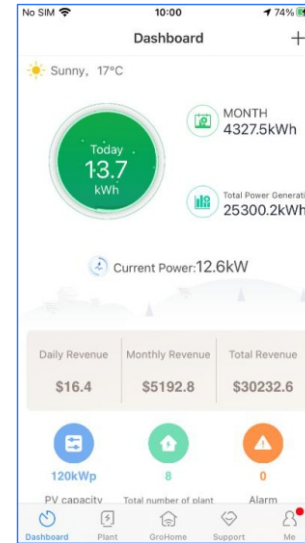 No SIM 10:00 74%
Dashboard
Sunny, 17°C
MONTH
4327.5kWh
Today
13.7
kWh
Total Power Generati
25300.2kWh
Current Power:12.6kW
Daily Revenue Monthly Revenue Total Revenue
$16.4 $5192.8 $30232.6
120kWp 8 0
PV capacity Total number of plant Alarm
Dashboard Plant GroHome Support Me